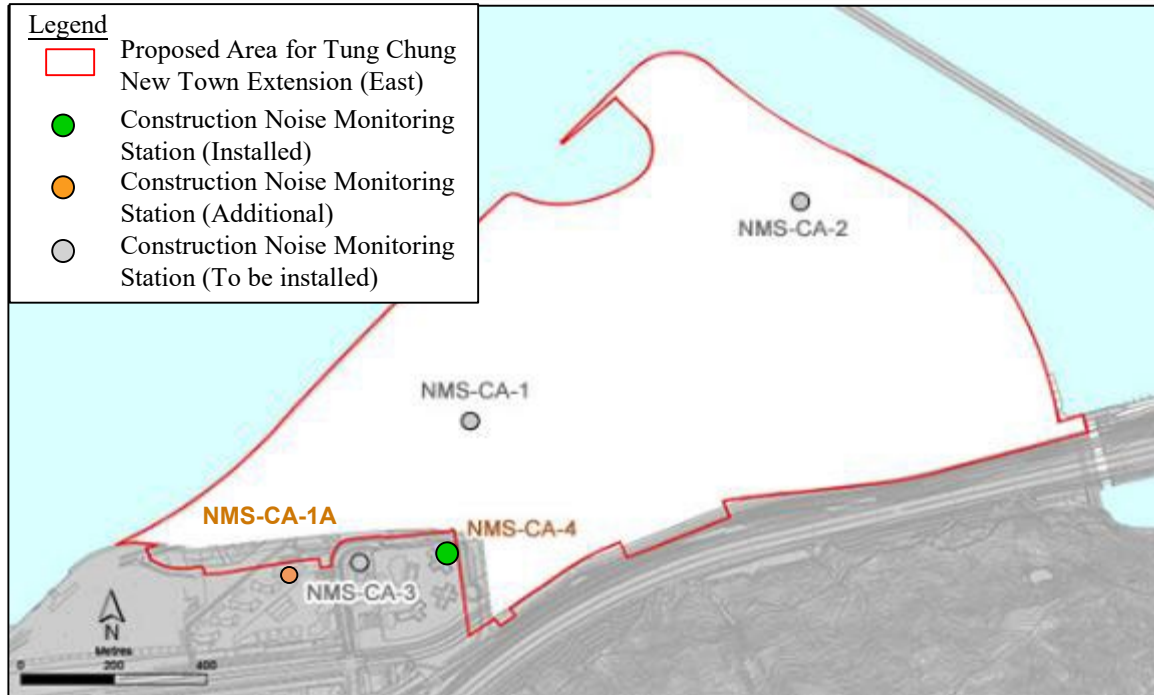 Legend
Proposed Area for Tung Chung
New Town Extension (East)
Construction Noise Monitoring
Station (Installed)
Construction Noise Monitoring
Station (Additional)
Construction Noise Monitoring
Station (To be installed)
NMS-CA-2
NMS-CA-1
NMS-CA-1A
NMS-CA-4
NMS-CA-3
N
Metres
0 200 400